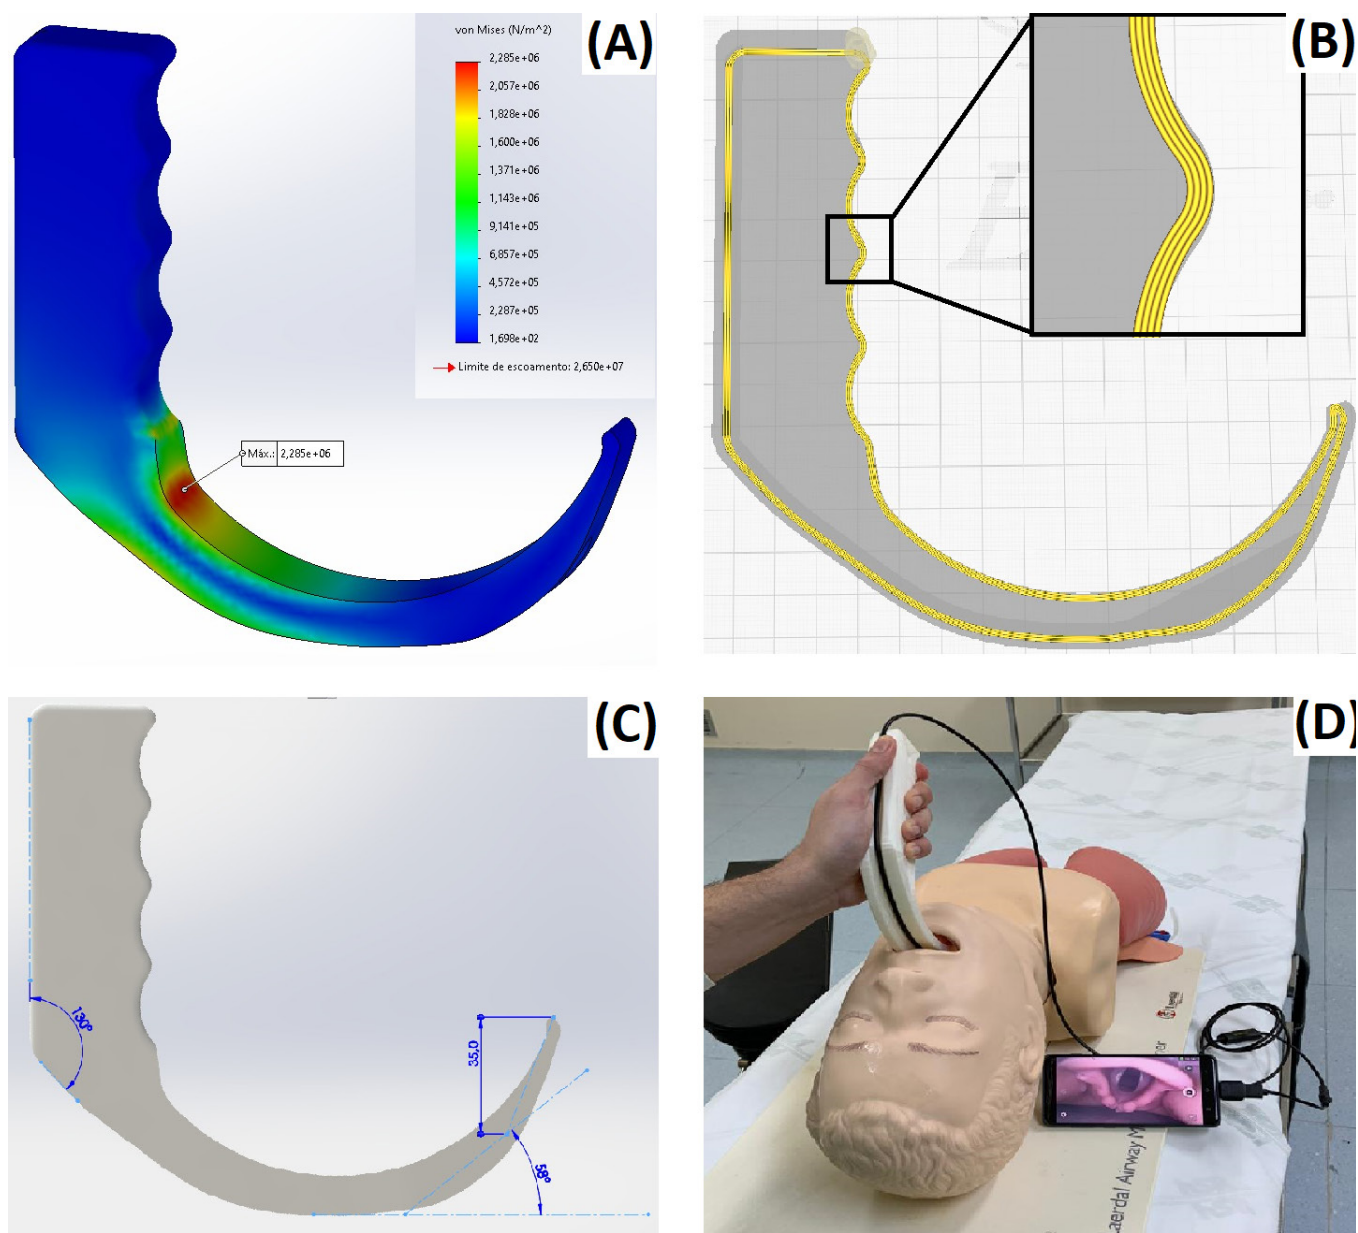 (A)
von Mises (N/m^2)
2,285e+06
2,057e+06
1,828e+06
1,600e+06
1,371e+06
1,143e+06
9,141e+05
6,857e+05
4,572e+05
2,287e+05
1,698e+02
Limite de escoamento: 2,650e+07
Máx.: 2,285e+06
(B)
(C)
130°
35,0
58°
(D)
Laerdal Airway M